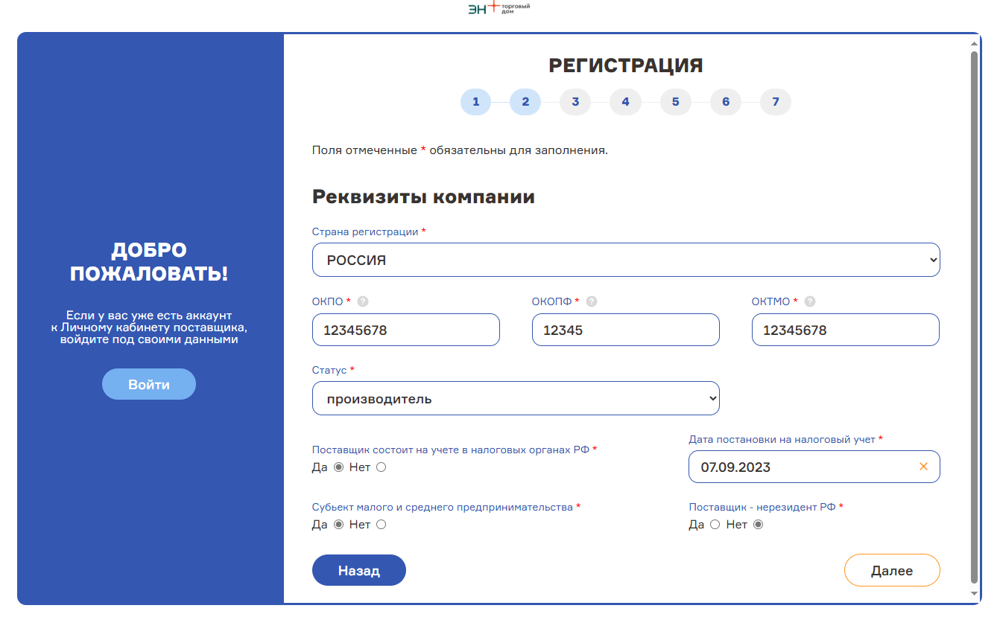 ЭН+ торговый
дом
РЕГИСТРАЦИЯ
1 2 3 4 5 6 7
Поля отмеченные * обязательны для заполнения.
Реквизиты компании
Страна регистрации *
РОССИЯ
ОКПО * ? ОКОПФ * ? ОКТМО * ?
12345678 12345 12345678
Статус *
производитель
Поставщик состоит на учете в налоговых органах РФ *
Да Нет
Дата постановки на налоговый учет *
07.09.2023
Субьект малого и среднего предпринимательства *
Да Нет
Поставщик - нерезидент РФ *
Да Нет
Назад Далее
ДОБРО
ПОЖАЛОВАТЬ!
Если у вас уже есть аккаунт
к Личному кабинету поставщика,
войдите под своими данными
Войти